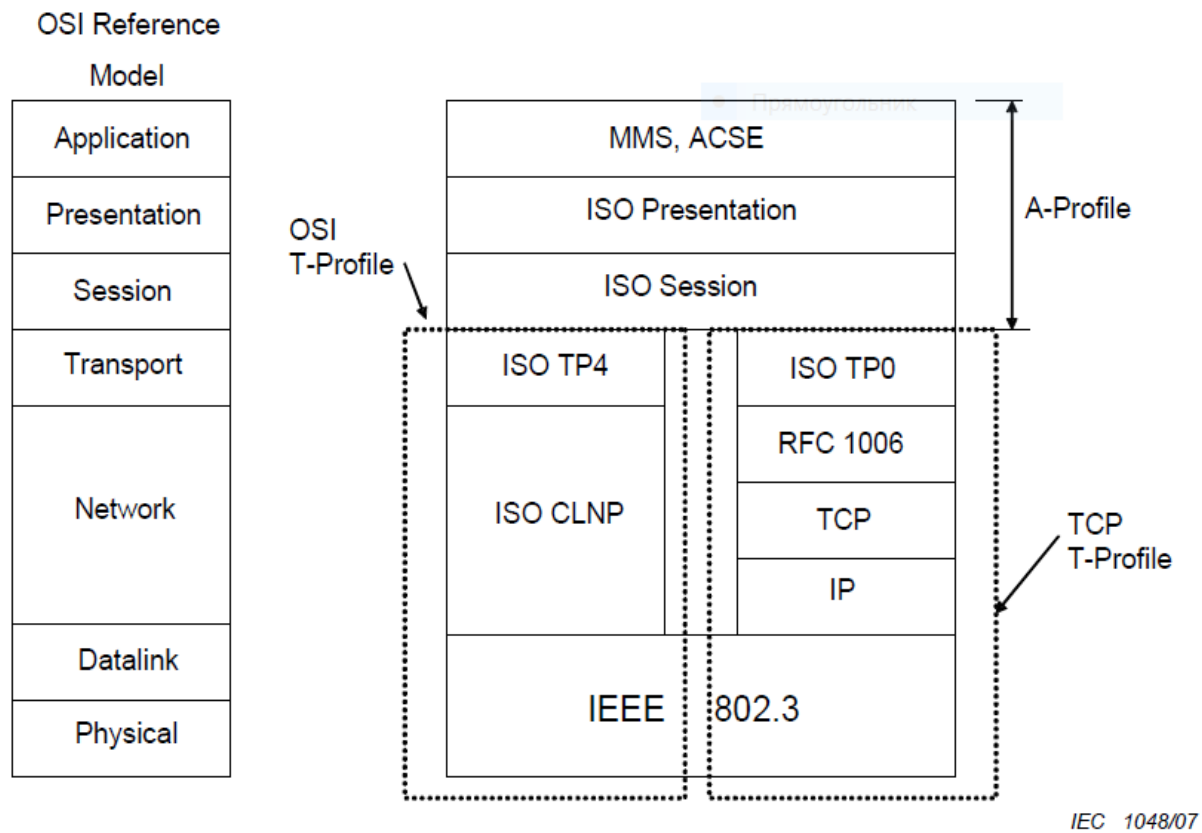 OSI Reference
Model
Application
Presentation
Session
Transport
Network
Datalink
Physical
Прямоугольник
MMS, ACSE
ISO Presentation
ISO Session
A-Profile
OSI
T-Profile
ISO TP4
ISO CLNP
ISO TP0
RFC 1006
TCP
IP
TCP
T-Profile
IEEE 802.3
IEC 1048/07